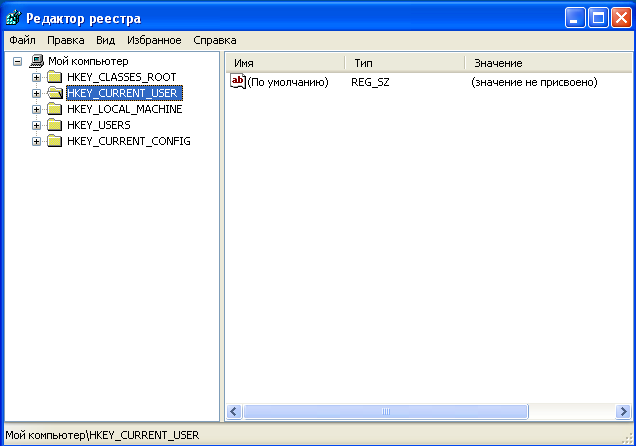 Редактор реестра
Файл Правка Вид Избранное Справка
Мой компьютер
HKEY_CLASSES_ROOT
HKEY_CURRENT_USER
HKEY_LOCAL_MACHINE
HKEY_USERS
HKEY_CURRENT_CONFIG
Имя Тип Значение
ab (По умолчанию) REG_SZ (значение не присвоено)
Мой компьютер\HKEY_CURRENT_USER